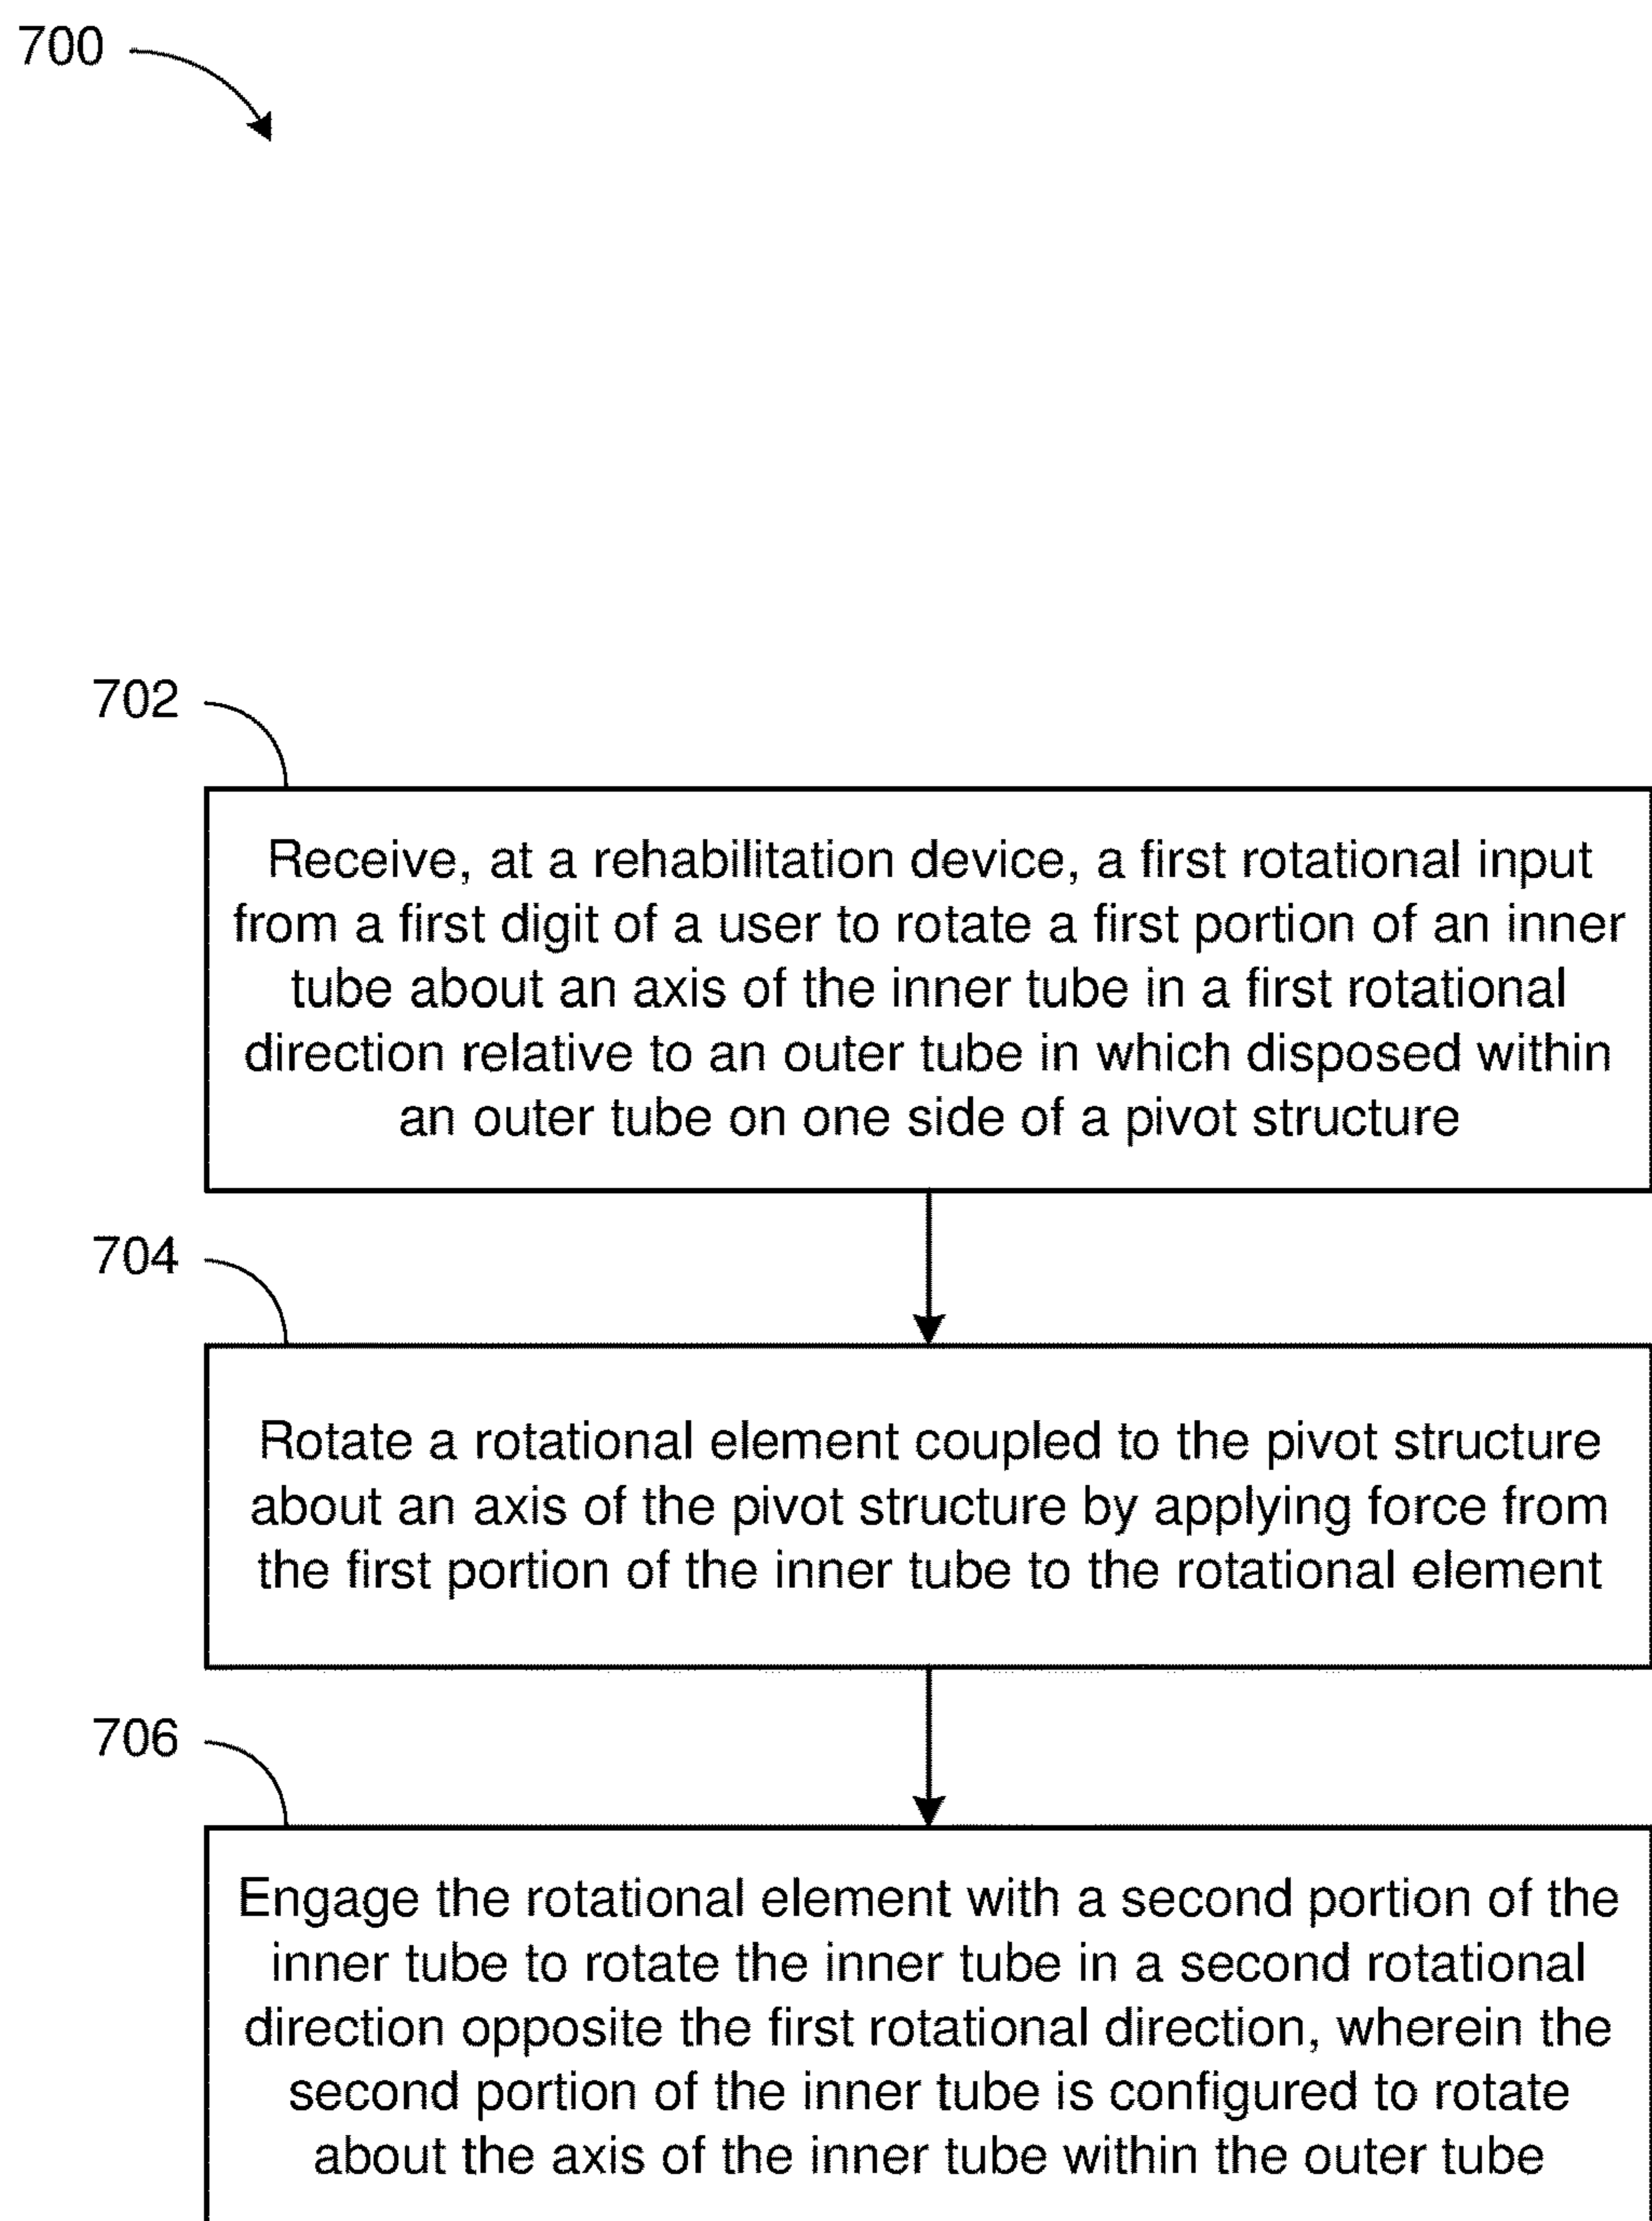 700
702
Receive, at a rehabilitation device, a first rotational input
from a first digit of a user to rotate a first portion of an inner
tube about an axis of the inner tube in a first rotational
direction relative to an outer tube in which disposed within
an outer tube on one side of a pivot structure
704
Rotate a rotational element coupled to the pivot structure
about an axis of the pivot structure by applying force from
the first portion of the inner tube to the rotational element
706
Engage the rotational element with a second portion of the
inner tube to rotate the inner tube in a second rotational
direction opposite the first rotational direction, wherein the
second portion of the inner tube is configured to rotate
about the axis of the inner tube within the outer tube